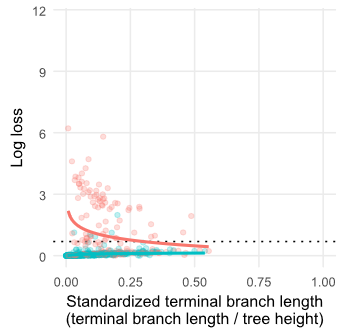 12
9
6
3
0
Log loss
0.00 0.25 0.50 0.75 1.00
Standardized terminal branch length
(terminal branch length / tree height)